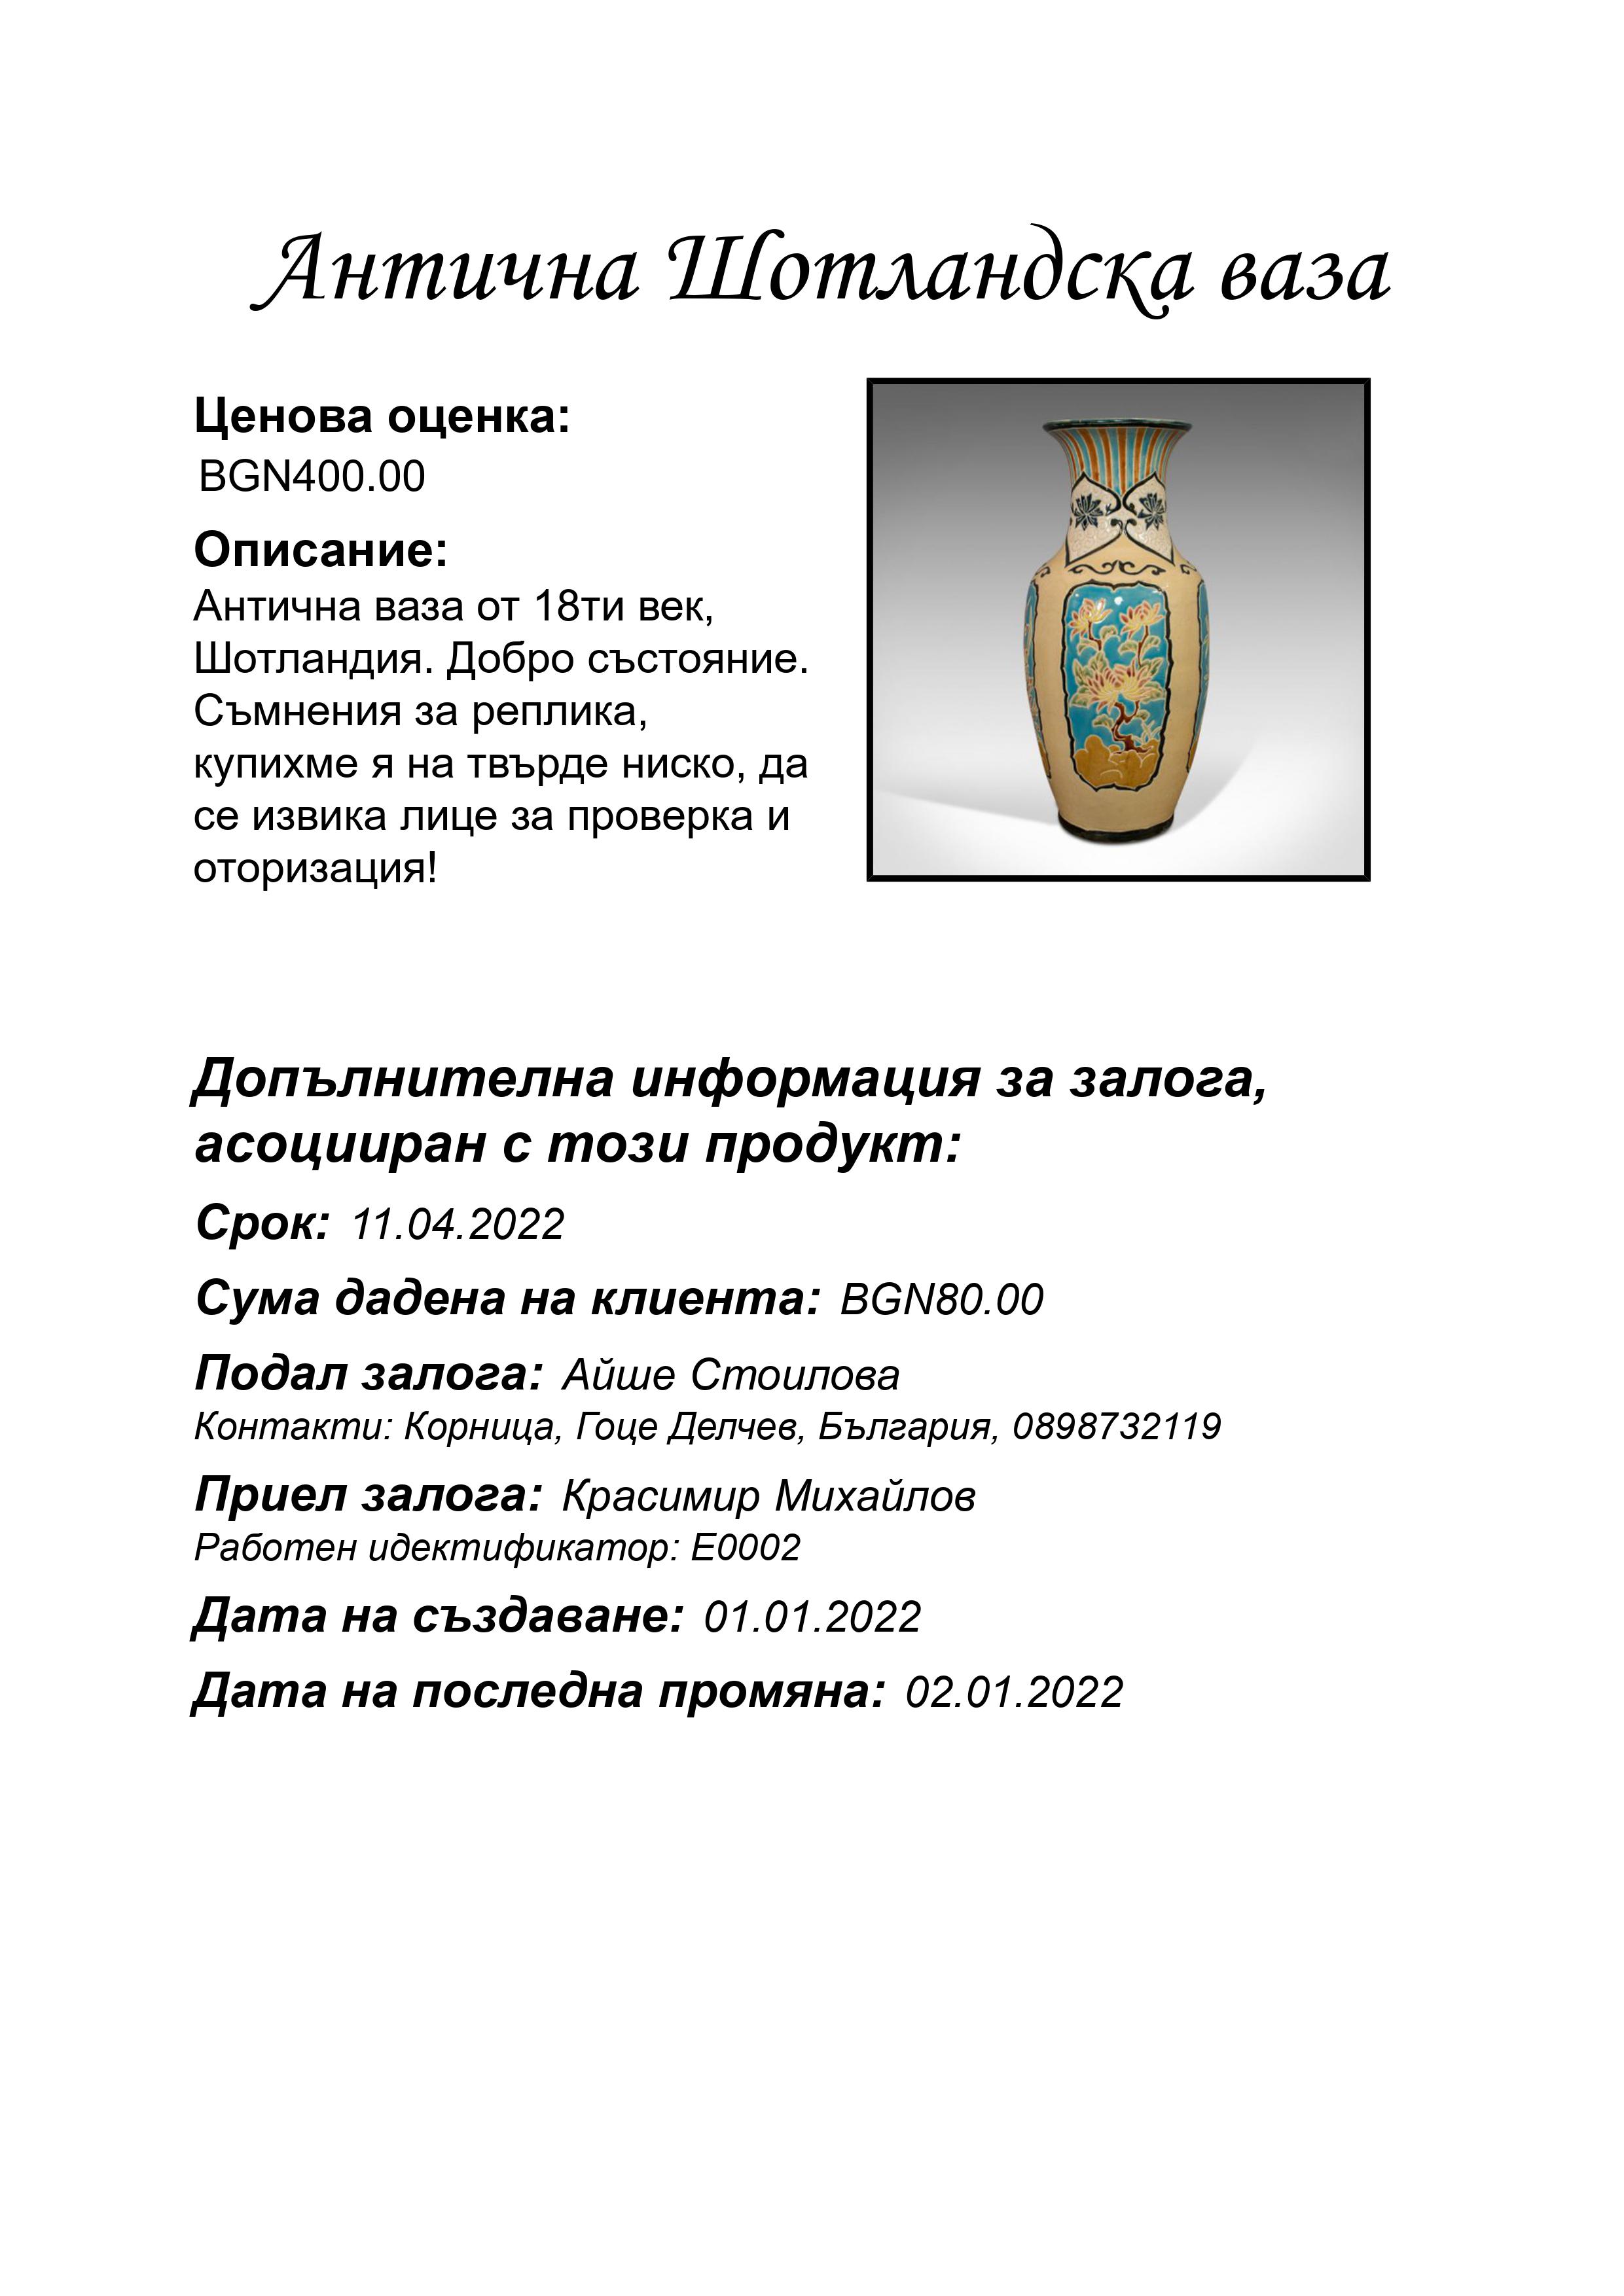 Антична Шотландска ваза
Ценова оценка:
BGN400.00
Описание:
Антична ваза от 18ти век,
Шотландия. Добро състояние.
Съмнения за реплика,
купихме я на твърде ниско, да
се извика лице за проверка и
оторизация!
Допълнителна информация за залога,
асоцииран с този продукт:
Срок: 11.04.2022
Сума дадена на клиента: BGN80.00
Подал залога: Айше Стоилова
Контакти: Корница, Гоце Делчев, България, 0898732119
Приел залога: Красимир Михайлов
Работен идектификатор: E0002
Дата на създаване: 01.01.2022
Дата на последна промяна: 02.01.2022